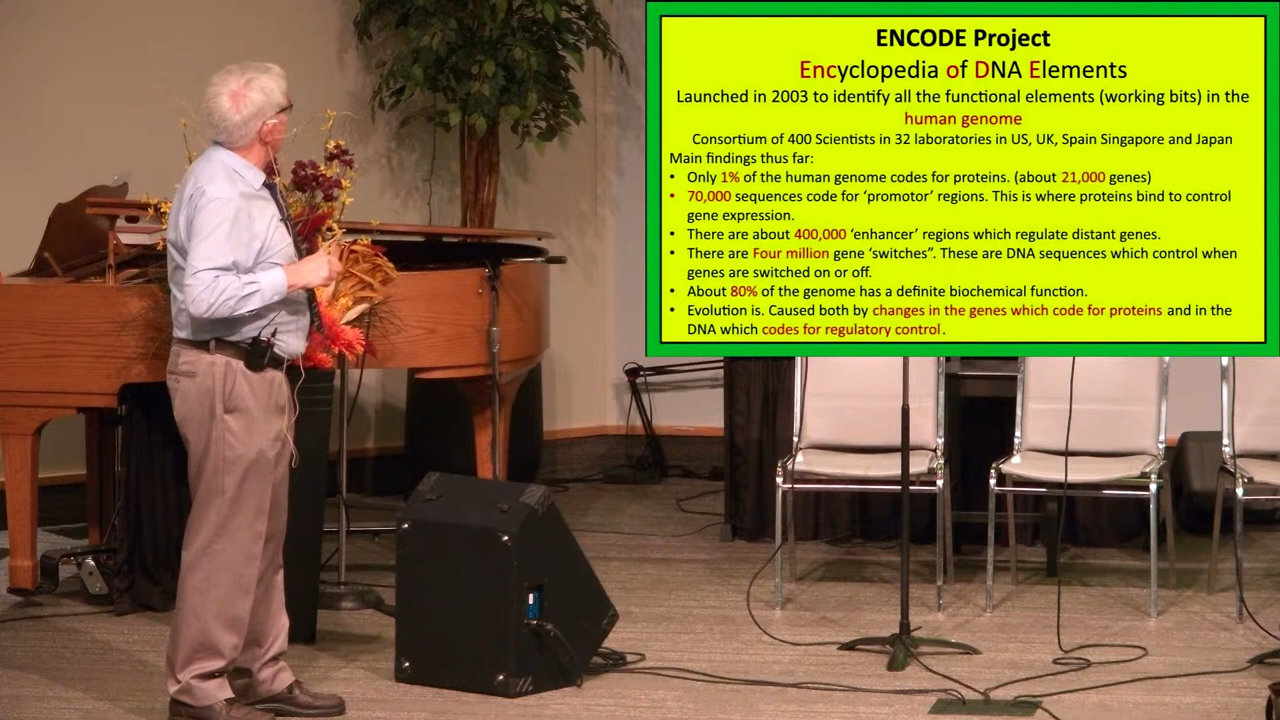 ENCODE Project
Encyclopedia of DNA Elements
Launched in 2003 to identify all the functional elements (working bits) in the
human genome
Consortium of 400 Scientists in 32 laboratories in US, UK, Spain Singapore and Japan
Main findings thus far:
• Only 1% of the human genome codes for proteins. (about 21,000 genes)
• 70,000 sequences code for ‘promotor’ regions. This is where proteins bind to control
gene expression.
• There are about 400,000 ‘enhancer’ regions which regulate distant genes.
• There are Four million gene ‘switches”. These are DNA sequences which control when
genes are switched on or off.
• About 80% of the genome has a definite biochemical function.
• Evolution is. Caused both by changes in the genes which code for proteins and in the
DNA which codes for regulatory control.